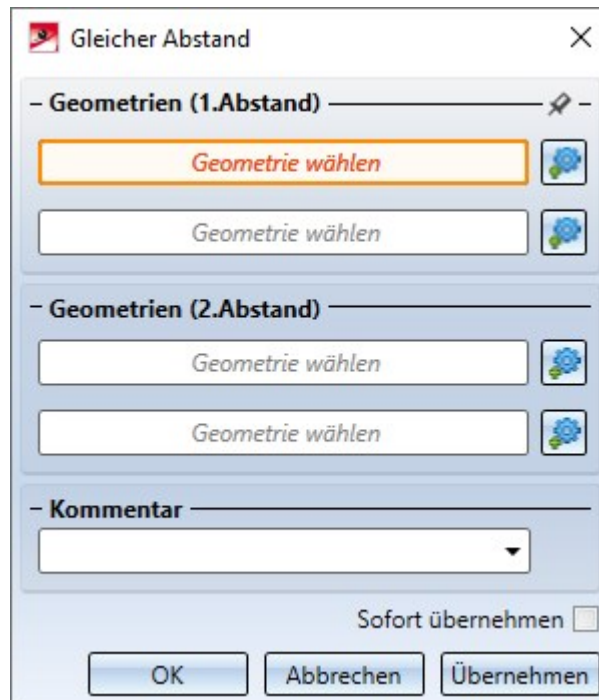 Gleicher Abstand
Geometrien (1.Abstand)
Geometrie wählen
Geometrie wählen
Geometrien (2.Abstand)
Geometrie wählen
Geometrie wählen
Kommentar
Sofort übernehmen
OK Abbrechen Übernehmen